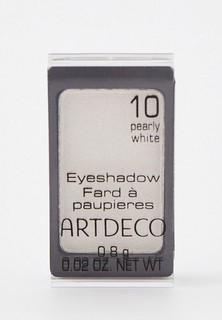 10
pearly
white
Eyeshadow
Fard à
paupieres
ARTDECO
0.8 g
0.02 OZ. NET WT